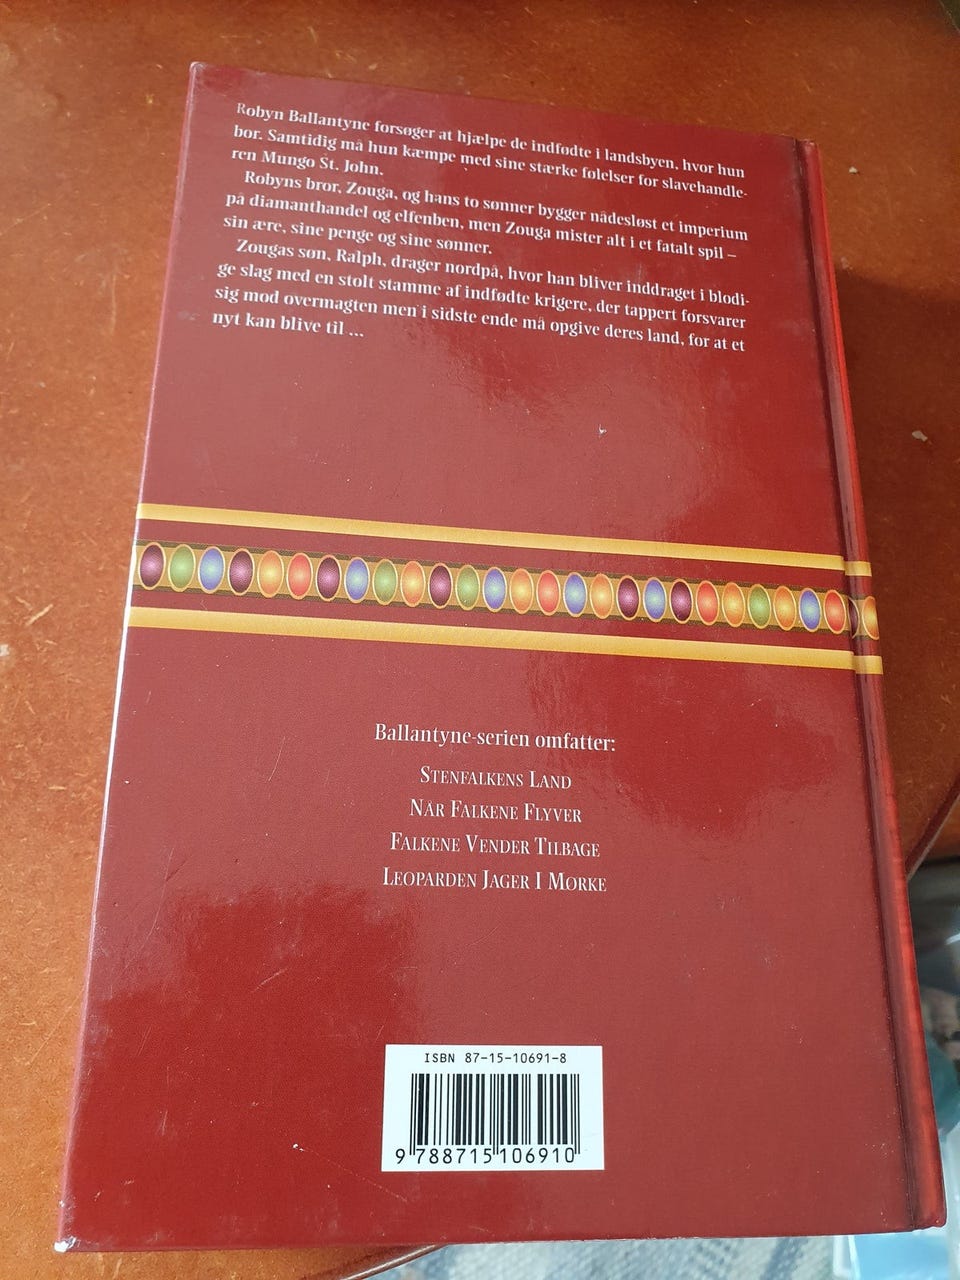 Robyn Ballantyne forsøger at hjælpe de indfødte i landsbyen, hvor hun
bor. Samtidig må hun kæmpe med sine stærke følelser for slavehandle-
ren Mungo St. John.
Robyns bror, Zouga, og hans to sønner bygger nådesløst et imperium
på diamanthandel og elfenben, men Zouga mister alt i et fatalt spil –
sin ære, sine penge og sine sønner.
Zougas søn, Ralph, drager nordpå, hvor han bliver inddraget i blodi-
ge slag med en stolt stamme af indfødte krigere, der tappert forsvarer
sig mod overmagten men i sidste ende må opgive deres land, for at et
nyt kan blive til ...
Ballantyne-serien omfatter:
STENFALKENS LAND
NÅR FALKENE FLYVER
FALKENE VENDER TILBAGE
LEOPARDEN JAGER I MØRKE
ISBN 87-15-10691-8
9 788715 106910